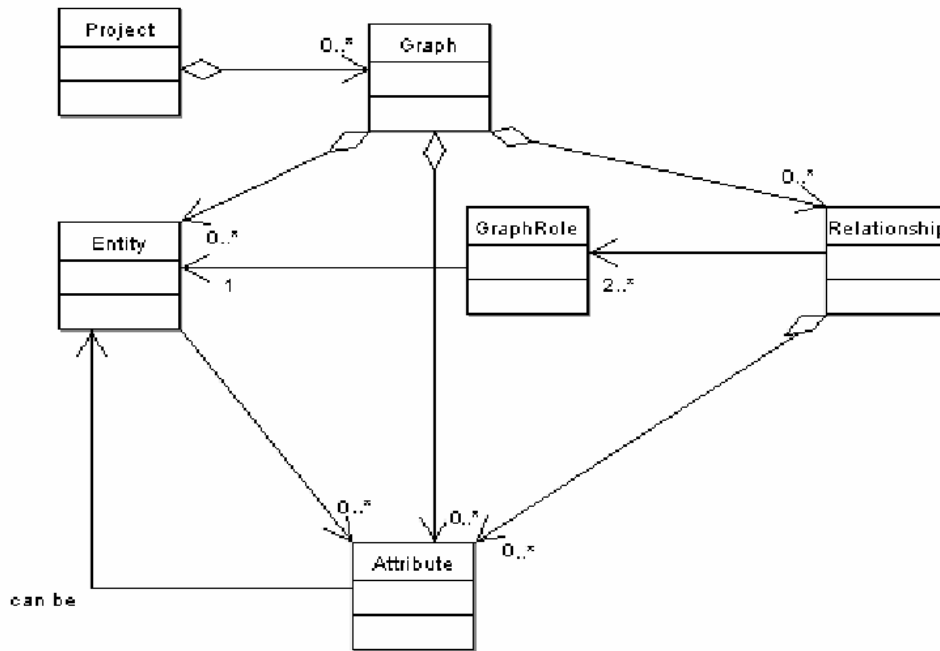 Project
0..*
Graph
0..*
Entity
0..*
GraphRole
Relationship
1
2..*
0..*
0..*
0..*
Attribute
can be